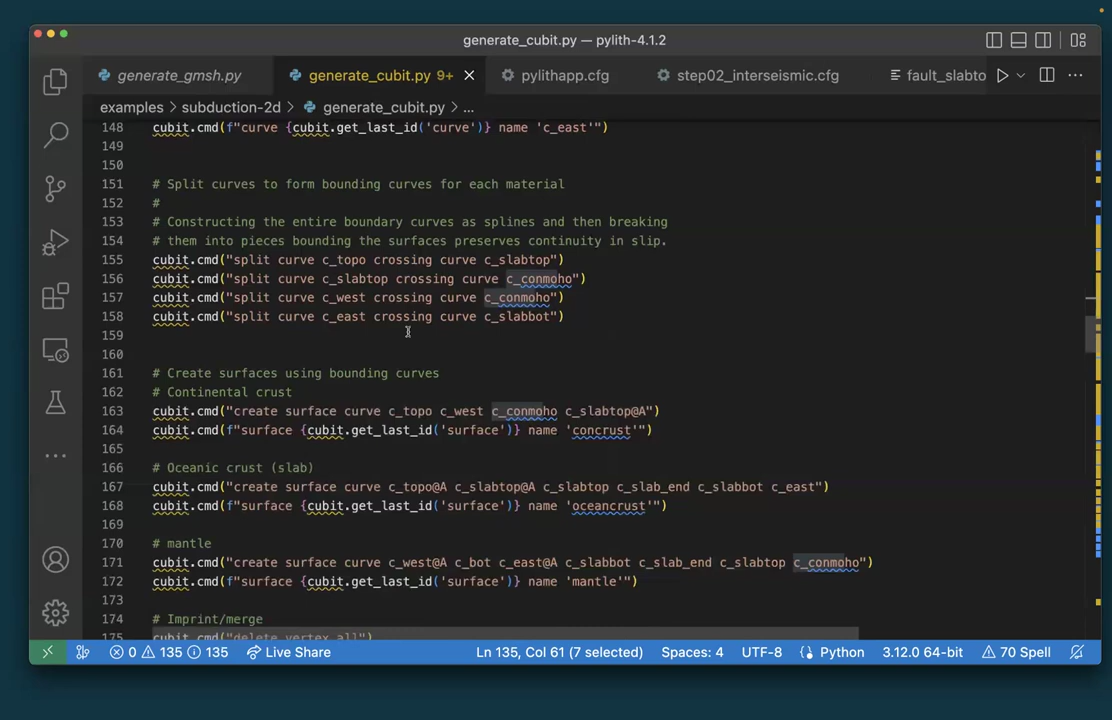 generate_cubit.py — pylith-4.1.2
generate_gmsh.py generate_cubit.py 9+ pylithapp.cfg step02_interseismic.cfg fault_slabto
examples > subduction-2d > generate_cubit.py > ...
148 cubit.cmd(f"curve {cubit.get_last_id('curve')} name 'c_east'")
149
150
151 # Split curves to form bounding curves for each material
152 #
153 # Constructing the entire boundary curves as splines and then breaking
154 # them into pieces bounding the surfaces preserves continuity in slip.
155 cubit.cmd("split curve c_topo crossing curve c_slabtop")
156 cubit.cmd("split curve c_slabtop crossing curve c_conmoho")
157 cubit.cmd("split curve c_west crossing curve c_conmoho")
158 cubit.cmd("split curve c_east crossing curve c_slabbot")
159
160
161 # Create surfaces using bounding curves
162 # Continental crust
163 cubit.cmd("create surface curve c_topo c_west c_conmoho c_slabtop@A")
164 cubit.cmd(f"surface {cubit.get_last_id('surface')} name 'concrust'")
165
166 # Oceanic crust (slab)
167 cubit.cmd("create surface curve c_topo@A c_slabtop@A c_slabtop c_slab_end c_slabbot c_east")
168 cubit.cmd(f"surface {cubit.get_last_id('surface')} name 'oceancrust'")
169
170 # mantle
171 cubit.cmd("create surface curve c_west@A c_bot c_east@A c_slabbot c_slab_end c_slabtop c_conmoho")
172 cubit.cmd(f"surface {cubit.get_last_id('surface')} name 'mantle'")
173
174 # Imprint/merge
175 cubit.cmd("delete vertex all")
0 135 135 Live Share Ln 135, Col 61 (7 selected) Spaces: 4 UTF-8 Python 3.12.0 64-bit 70 Spell